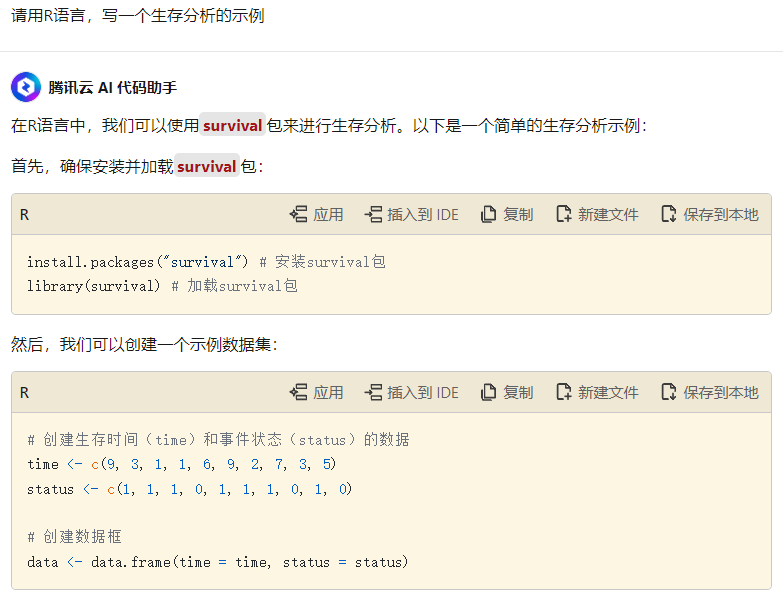 请用R语言，写一个生存分析的示例
腾讯云 AI 代码助手
在R语言中，我们可以使用survival包来进行生存分析。以下是一个简单的生存分析示例：
首先，确保安装并加载survival包：
R 应用 插入到 IDE 复制 新建文件 保存到本地
install.packages("survival") # 安装survival包
library(survival) # 加载survival包
然后，我们可以创建一个示例数据集：
R 应用 插入到 IDE 复制 新建文件 保存到本地
# 创建生存时间（time）和事件状态（status）的数据
time <- c(9, 3, 1, 1, 6, 9, 2, 7, 3, 5)
status <- c(1, 1, 1, 0, 1, 1, 1, 0, 1, 0)
# 创建数据框
data <- data.frame(time = time, status = status)